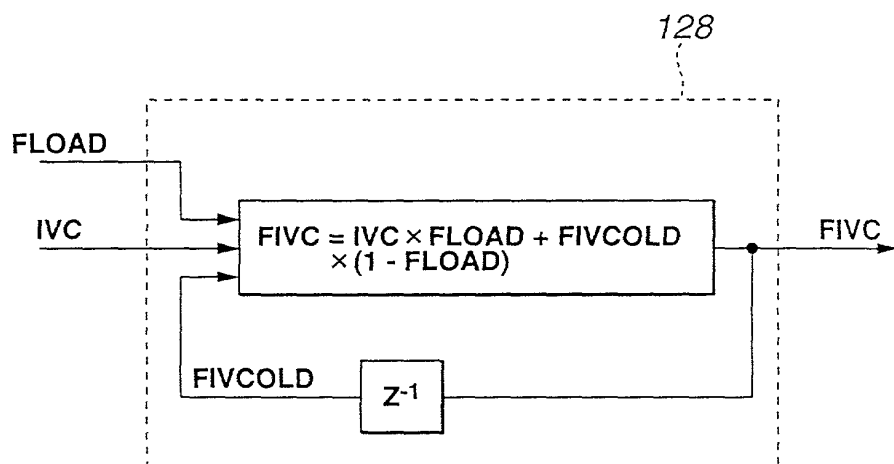 128
FLOAD
IVC
FIVC = IVC × FLOAD + FIVCOLD
× (1 - FLOAD)
FIVC
FIVCOLD
Z⁻¹